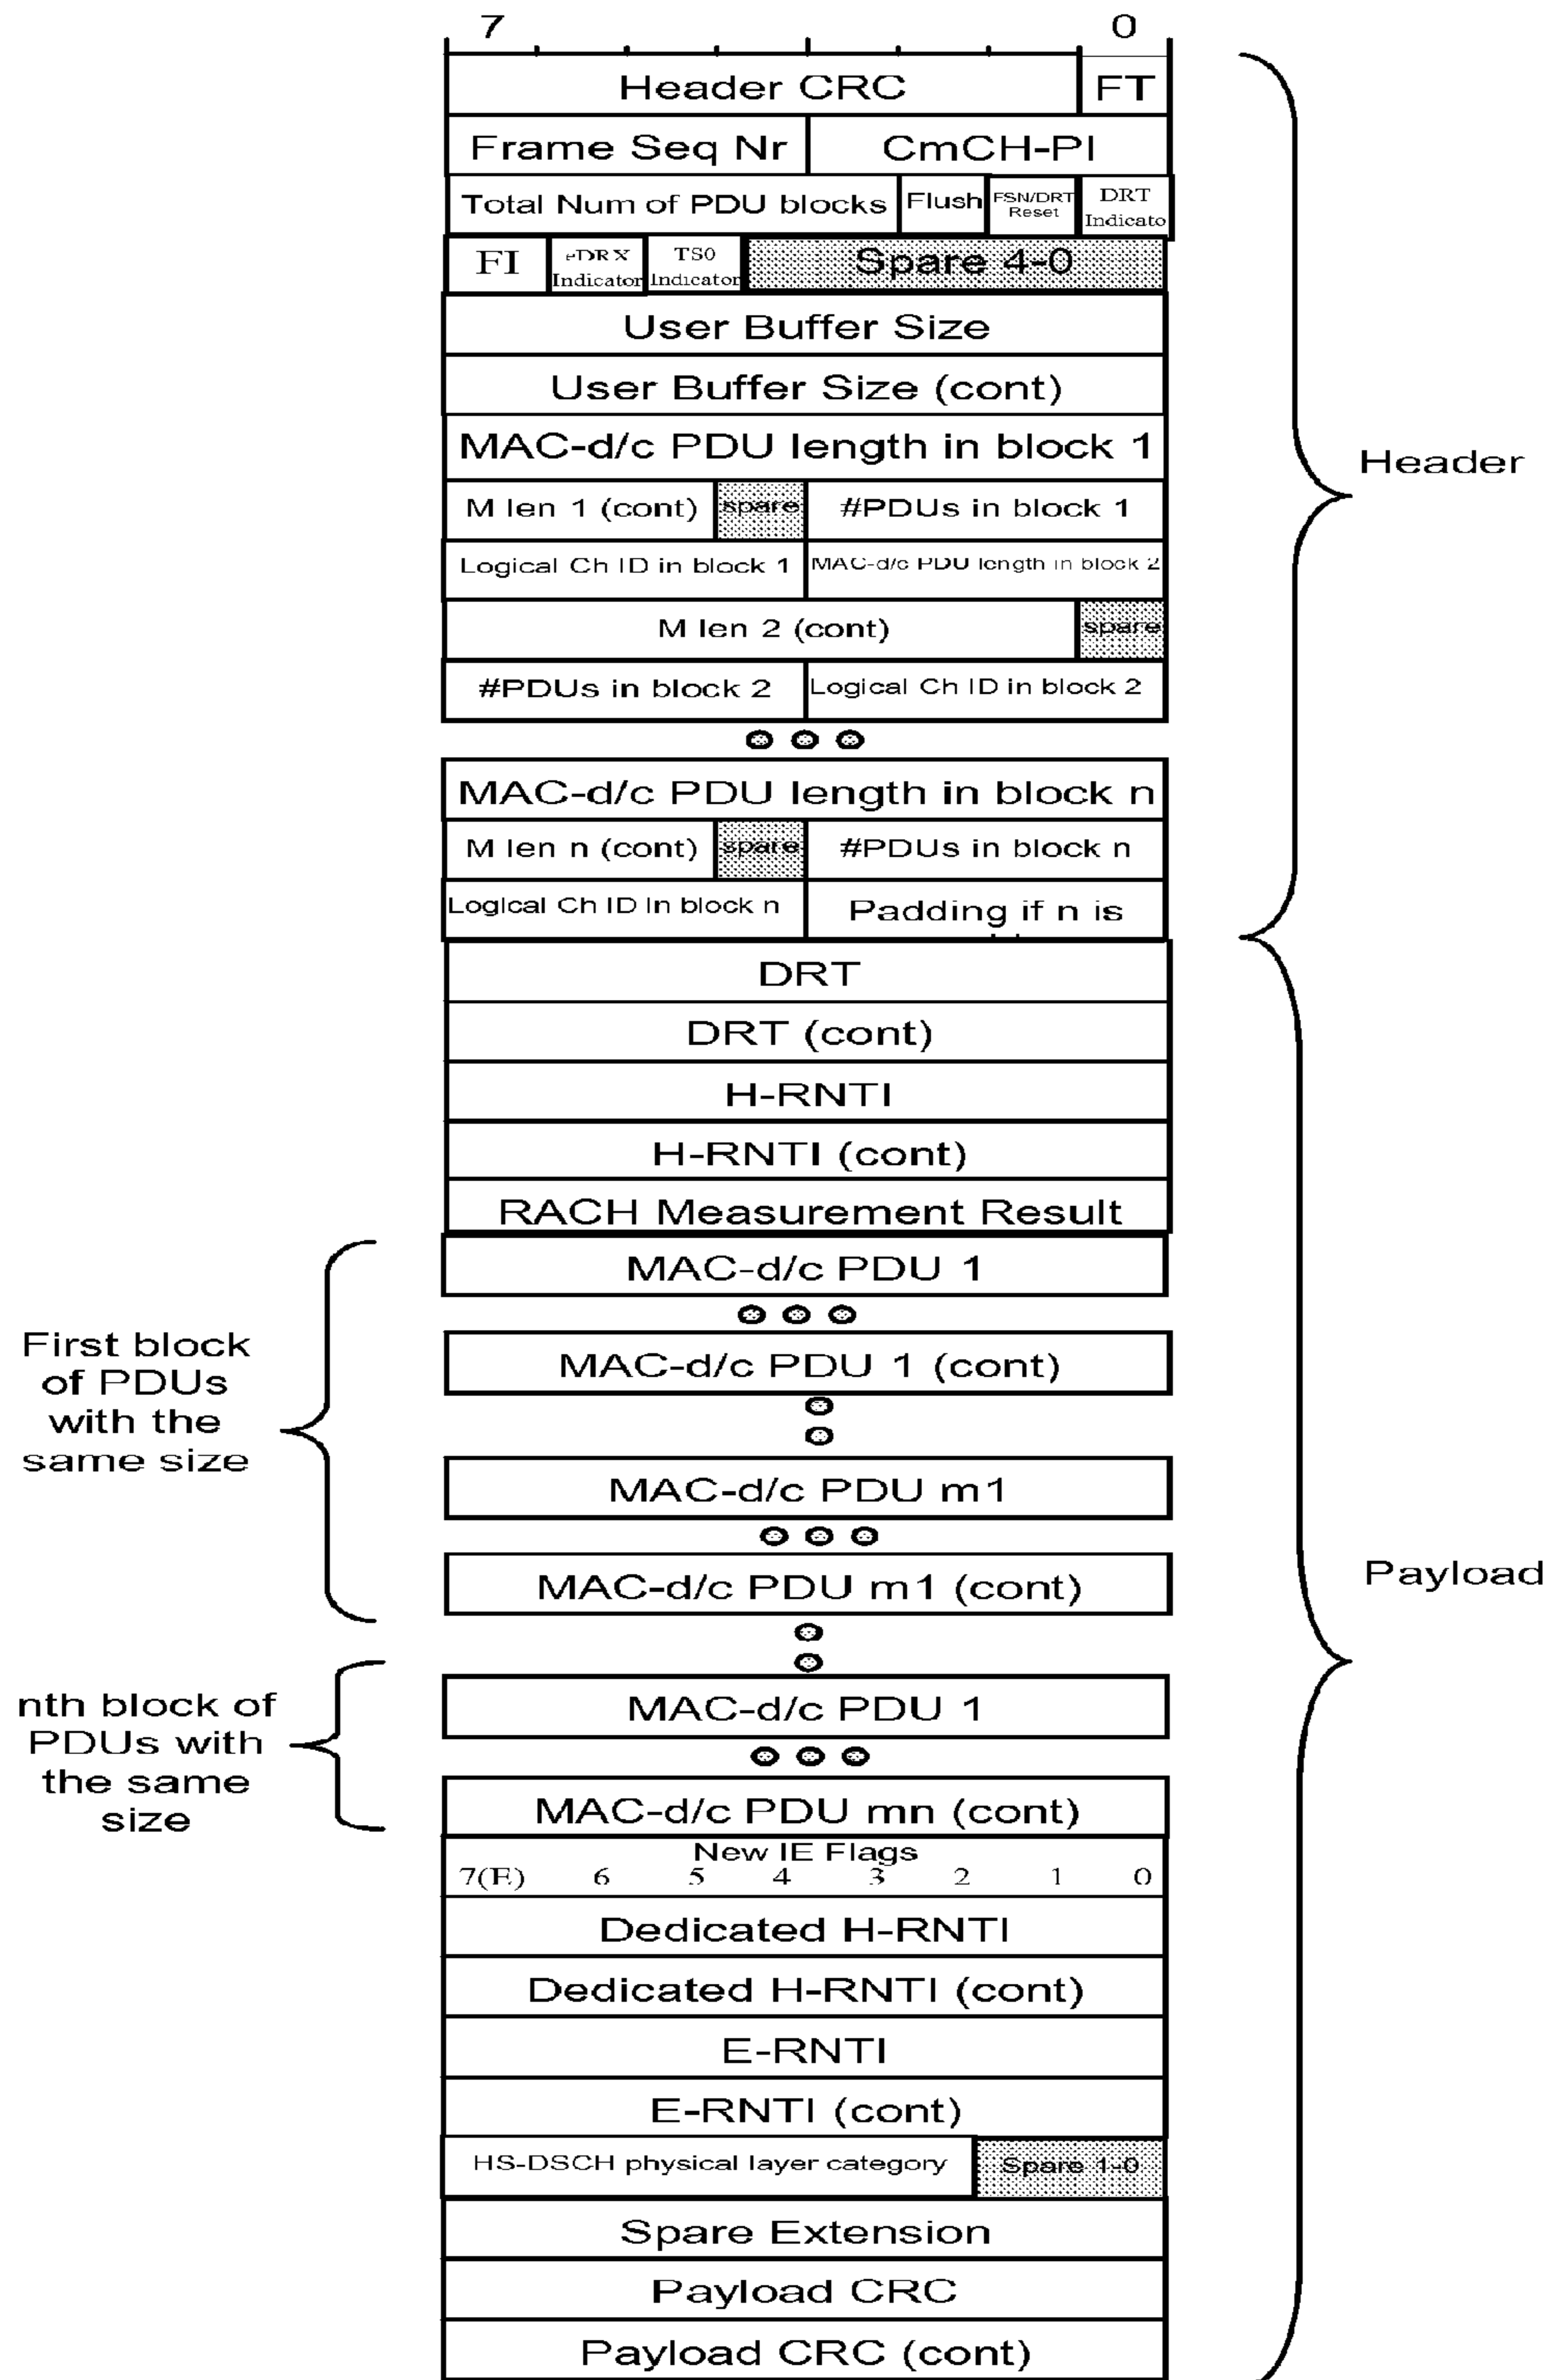 7 0
Header CRC FT
Frame Seq Nr CmCH-PI
Total Num of PDU blocks Flush FSN/DRT Reset DRT Indicato
FI eDRX Indicator TS0 Indicator Spare 4-0
User Buffer Size
User Buffer Size (cont)
MAC-d/c PDU length in block 1
Header
M len 1 (cont) spare #PDUs in block 1
Logical Ch ID in block 1 MAC-d/c PDU length in block 2
M len 2 (cont) spare
#PDUs in block 2 Logical Ch ID in block 2
MAC-d/c PDU length in block n
M len n (cont) spare #PDUs in block n
Logical Ch ID in block n Padding if n is
DRT
DRT (cont)
H-RNTI
H-RNTI (cont)
RACH Measurement Result
MAC-d/c PDU 1
First block
of PDUs
with the
same size
MAC-d/c PDU 1 (cont)
MAC-d/c PDU m1
MAC-d/c PDU m1 (cont)
Payload
nth block of
PDUs with
the same
size
MAC-d/c PDU 1
MAC-d/c PDU mn (cont)
New IE Flags
7(E) 6 5 4 3 2 1 0
Dedicated H-RNTI
Dedicated H-RNTI (cont)
E-RNTI
E-RNTI (cont)
HS-DSCH physical layer category Spare 1-0
Spare Extension
Payload CRC
Payload CRC (cont)